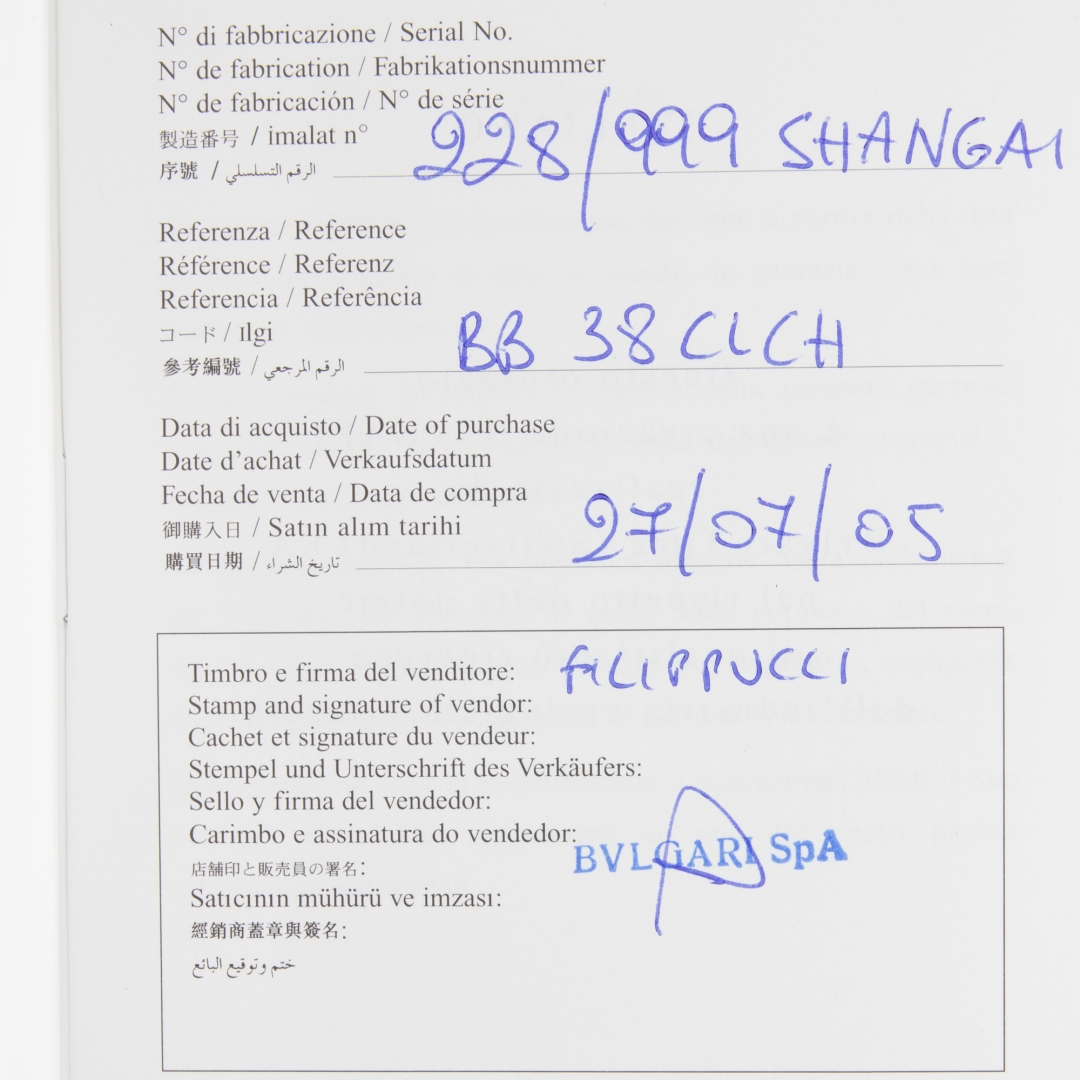 N° di fabbricazione / Serial No.
N° de fabrication / Fabrikationsnummer
N° de fabricación / N° de série
製造番号 / imalat n°
序號 / الرقم التسلسلي
228/999 SHANGAI
Referenza / Reference
Référence / Referenz
Referencia / Referência
コード / ılgi
參考編號 / الرقم المرجعي
BB 38 CLCH
Data di acquisto / Date of purchase
Date d’achat / Verkaufsdatum
Fecha de venta / Data de compra
御購入日 / Satın alım tarihi
購買日期 / تاريخ الشراء
27/07/05
Timbro e firma del venditore: FILIPPUCCI
Stamp and signature of vendor:
Cachet et signature du vendeur:
Stempel und Unterschrift des Verkäufers:
Sello y firma del vendedor:
Carimbo e assinatura do vendedor:
BVLGARI SpA
店舗印と販売員の署名:
Satıcının mühürü ve imzası:
經銷商蓋章與簽名:
ختم وتوقيع البائع